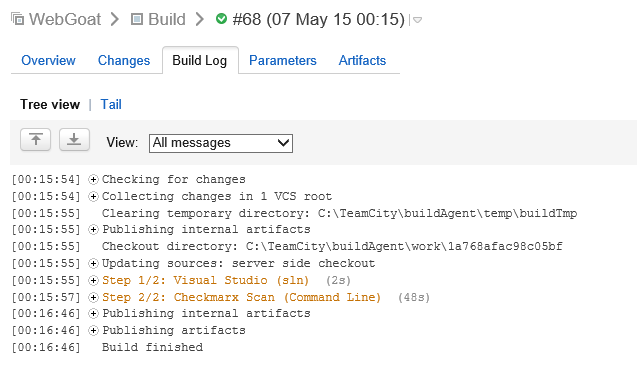 WebGoat Build #68 (07 May 15 00:15)
Overview Changes Build Log Parameters Artifacts
Tree view | Tail
View: All messages
[00:15:54] Checking for changes
[00:15:54] Collecting changes in 1 VCS root
[00:15:55] Clearing temporary directory: C:\TeamCity\buildAgent\temp\buildTmp
[00:15:55] Publishing internal artifacts
[00:15:55] Checkout directory: C:\TeamCity\buildAgent\work\1a768afac98c05bf
[00:15:55] Updating sources: server side checkout
[00:15:55] Step 1/2: Visual Studio (sln) (2s)
[00:15:57] Step 2/2: Checkmarx Scan (Command Line) (48s)
[00:16:46] Publishing internal artifacts
[00:16:46] Publishing artifacts
[00:16:46] Build finished